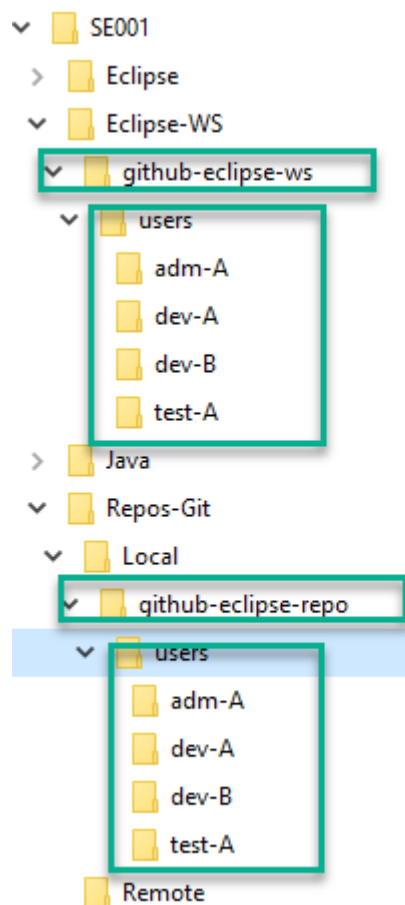 SE001
Eclipse
Eclipse-WS
github-eclipse-ws
users
adm-A
dev-A
dev-B
test-A
Java
Repos-Git
Local
github-eclipse-repo
users
adm-A
dev-A
dev-B
test-A
Remote